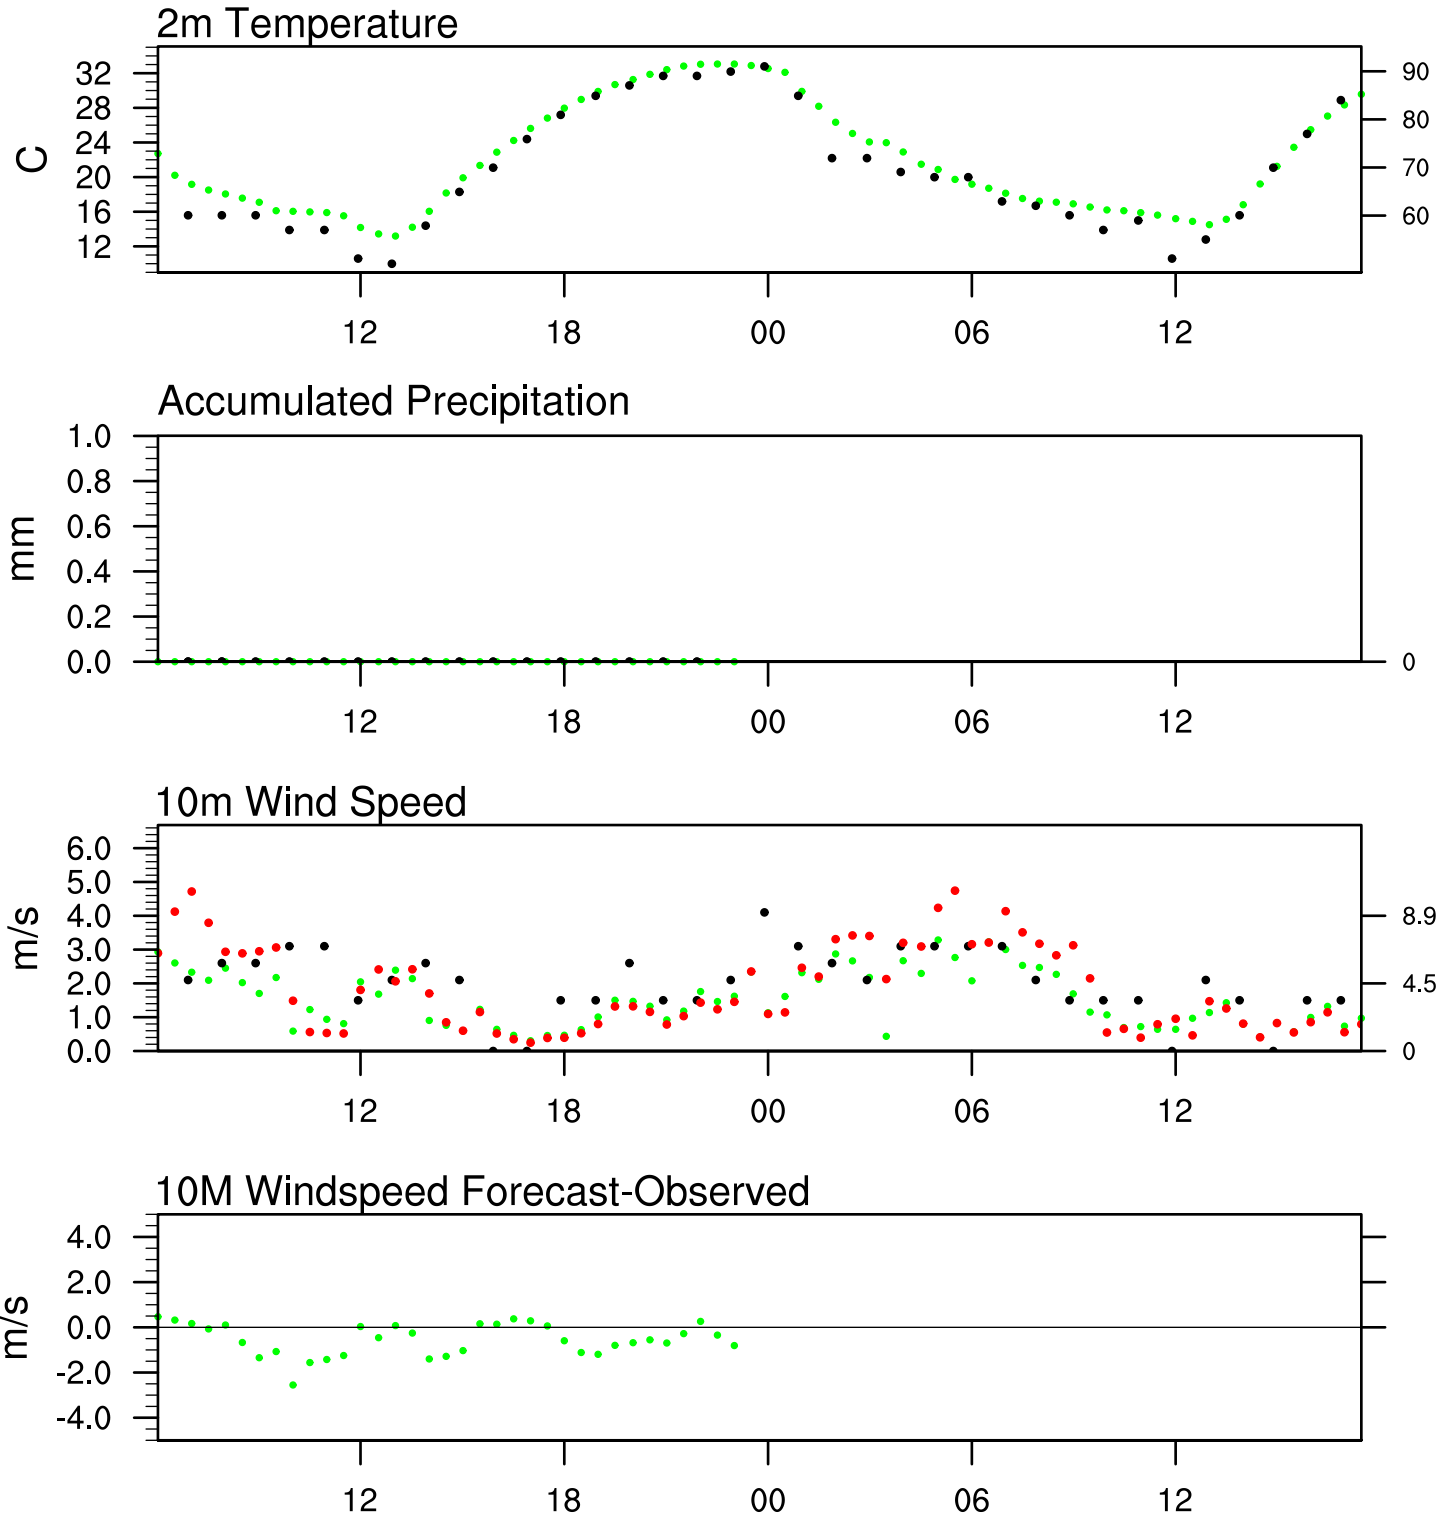 2m Temperature
C
32
28
24
20
16
12
90
80
70
60
12 18 00 06 12
Accumulated Precipitation
mm
1.0
0.8
0.6
0.4
0.2
0.0
0
12 18 00 06 12
10m Wind Speed
m/s
6.0
5.0
4.0
3.0
2.0
1.0
0.0
8.9
4.5
0
12 18 00 06 12
10M Windspeed Forecast-Observed
m/s
4.0
2.0
0.0
-2.0
-4.0
12 18 00 06 12